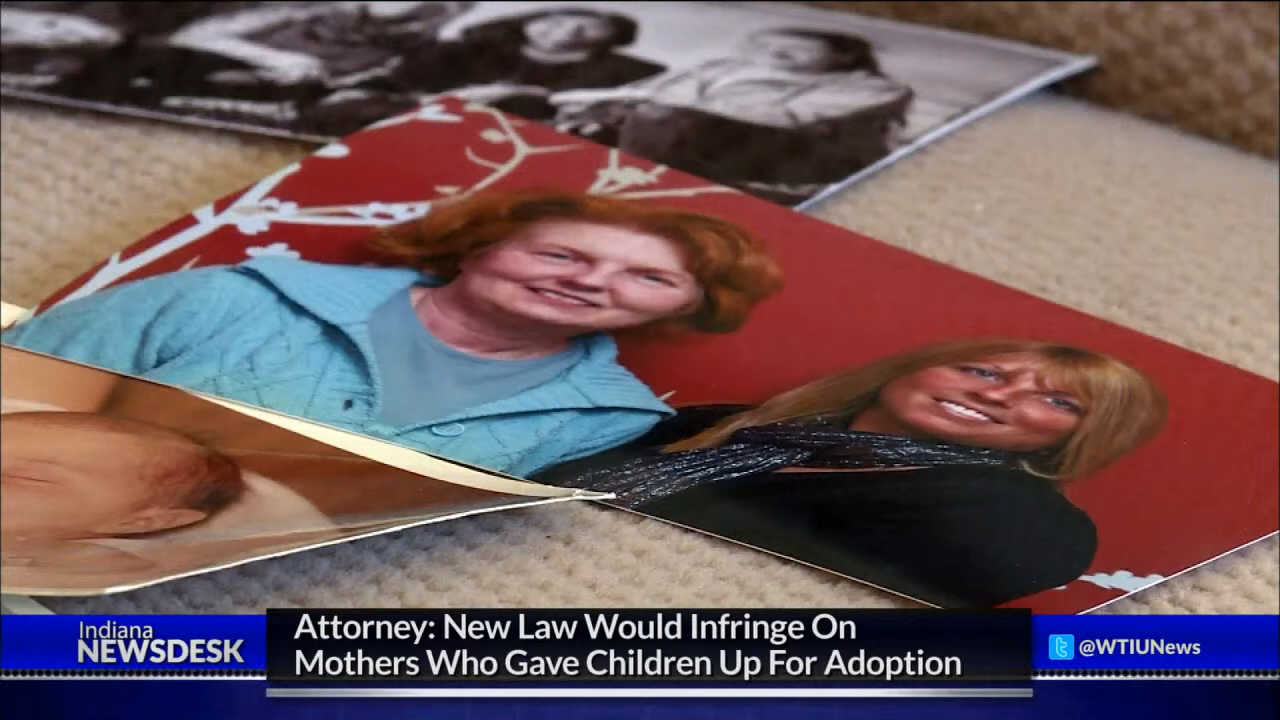 Attorney: New Law Would Infringe On
Mothers Who Gave Children Up For Adoption
Indiana
NEWSDESK
@WTIUNews